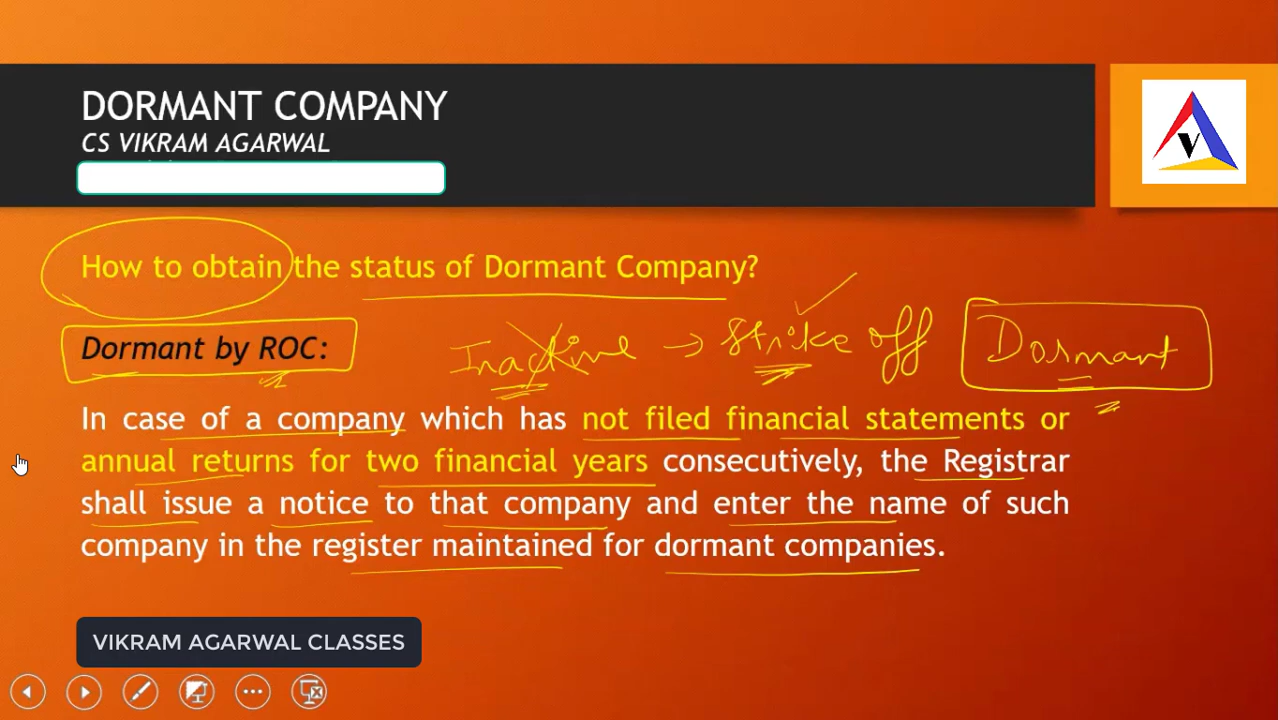 DORMANT COMPANY
CS VIKRAM AGARWAL
V
How to obtain the status of Dormant Company?
Dormant by ROC:
Inactive → Strike off Dormant
In case of a company which has not filed financial statements or
annual returns for two financial years consecutively, the Registrar
shall issue a notice to that company and enter the name of such
company in the register maintained for dormant companies.
VIKRAM AGARWAL CLASSES